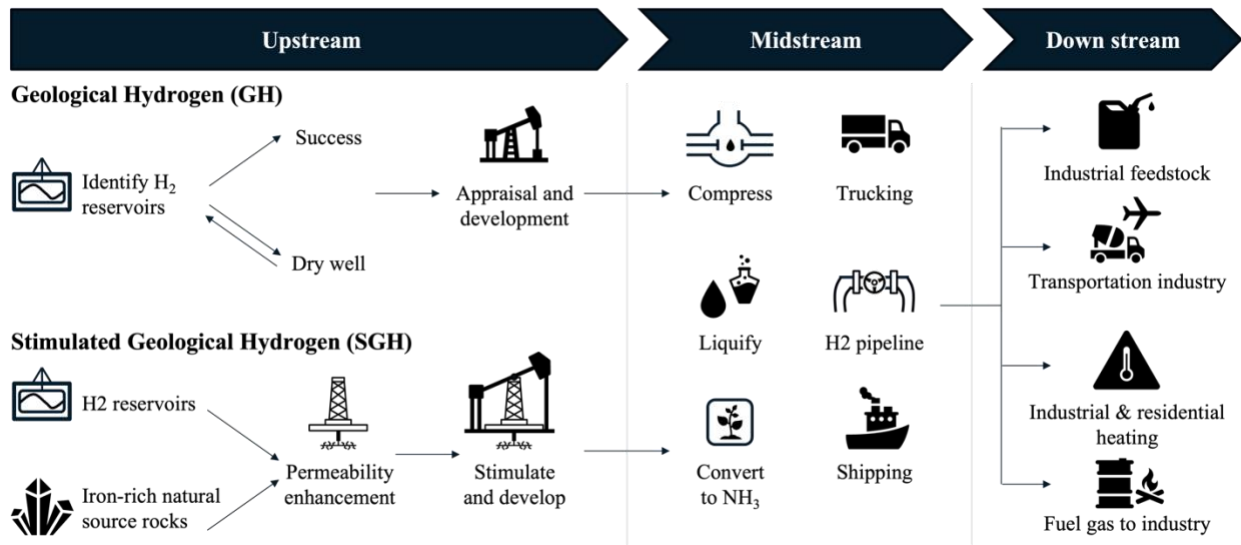 Upstream
Midstream
Down stream
Geological Hydrogen (GH)
Identify H₂
reservoirs
Success
Dry well
Appraisal and
development
Compress
Trucking
Liquify
H2 pipeline
Convert
to NH₃
Shipping
Industrial feedstock
Transportation industry
Industrial & residential
heating
Fuel gas to industry
Stimulated Geological Hydrogen (SGH)
H2 reservoirs
Iron-rich natural
source rocks
Permeability
enhancement
Stimulate
and develop